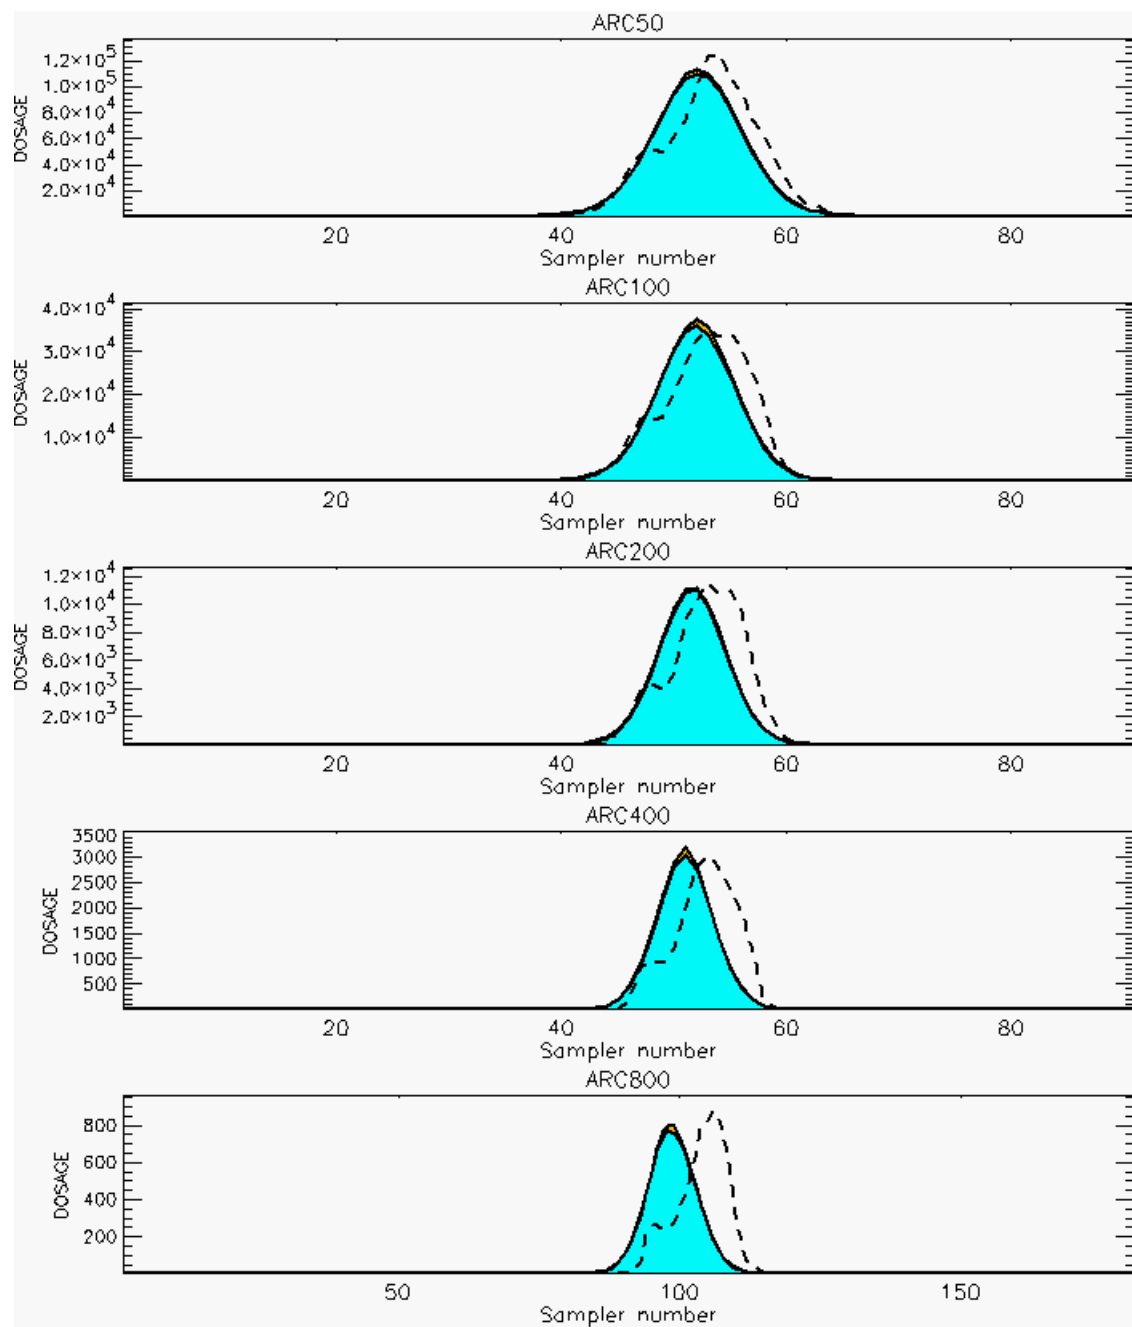 ARC50
1.2×10⁵
1.0×10⁵
8.0×10⁴
6.0×10⁴
4.0×10⁴
2.0×10⁴
DOSAGE
20 40 60 80
Sampler number
ARC100
4.0×10⁴
3.0×10⁴
2.0×10⁴
1.0×10⁴
DOSAGE
20 40 60 80
Sampler number
ARC200
1.2×10⁴
1.0×10⁴
8.0×10³
6.0×10³
4.0×10³
2.0×10³
DOSAGE
20 40 60 80
Sampler number
ARC400
3500
3000
2500
2000
1500
1000
500
DOSAGE
20 40 60 80
Sampler number
ARC800
800
600
400
200
DOSAGE
50 100 150
Sampler number